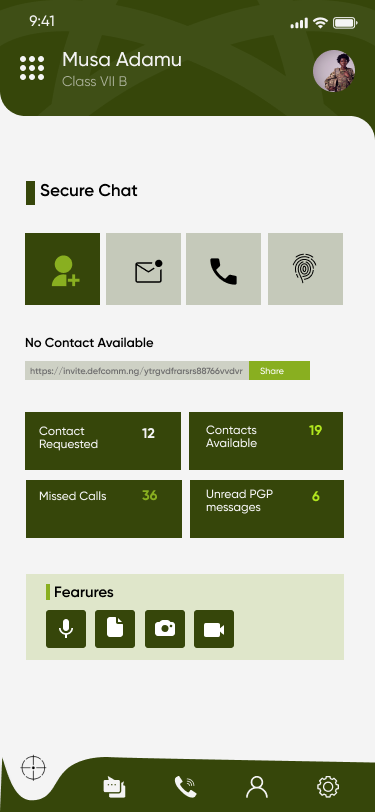 9:41
Musa Adamu
Class VII B
Secure Chat
No Contact Available
https://invite.defcomm.ng/ytrgvdfrarsrs88766vvdvr
Share
Contact
Requested
12
Contacts
Available
19
Missed Calls
36
Unread PGP
messages
6
Fearures